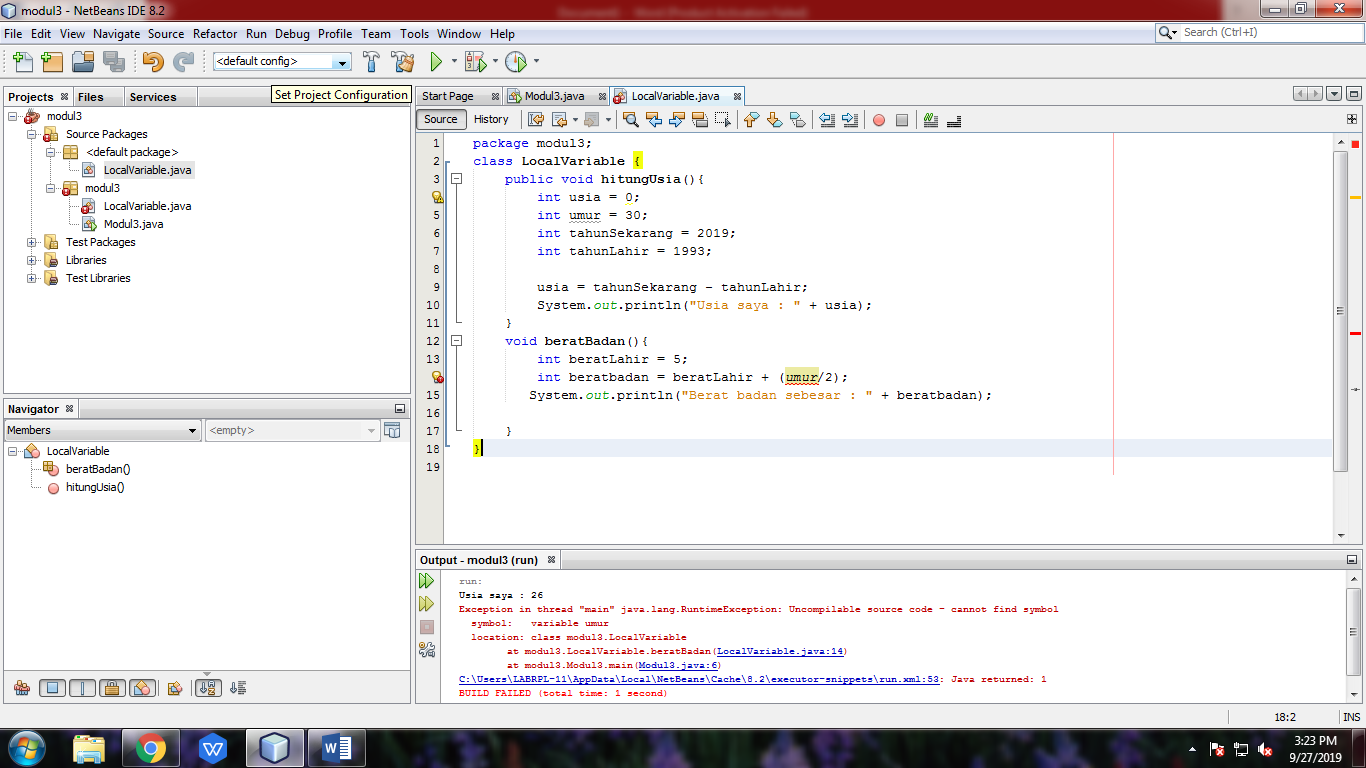 modul3 - NetBeans IDE 8.2
File Edit View Navigate Source Refactor Run Debug Profile Team Tools Window Help
Search (Ctrl+I)
<default config>
Set Project Configuration
Projects Files Services
modul3
Source Packages
<default package>
LocalVariable.java
modul3
LocalVariable.java
Modul3.java
Test Packages
Libraries
Test Libraries
Navigator
Members <empty>
LocalVariable
beratBadan()
hitungUsia()
Start Page Modul3.java LocalVariable.java
Source History
1 package modul3;
2 class LocalVariable {
3 public void hitungUsia(){
int usia = 0;
5 int umur = 30;
6 int tahunSekarang = 2019;
7 int tahunLahir = 1993;
8
9 usia = tahunSekarang - tahunLahir;
10 System.out.println("Usia saya : " + usia);
11 }
12 void beratBadan(){
13 int beratLahir = 5;
int beratbadan = beratLahir + (umur/2);
15 System.out.println("Berat badan sebesar : " + beratbadan);
16
17 }
18 }
19
Output - modul3 (run)
run:
Usia saya : 26
Exception in thread "main" java.lang.RuntimeException: Uncompilable source code - cannot find symbol
symbol: variable umur
location: class modul3.LocalVariable
at modul3.LocalVariable.beratBadan(LocalVariable.java:14)
at modul3.Modul3.main(Modul3.java:6)
C:\Users\LABRPL-11\AppData\Local\NetBeans\Cache\8.2\executor-snippets\run.xml:53: Java returned: 1
BUILD FAILED (total time: 1 second)
18:2 INS
3:23 PM
9/27/2019